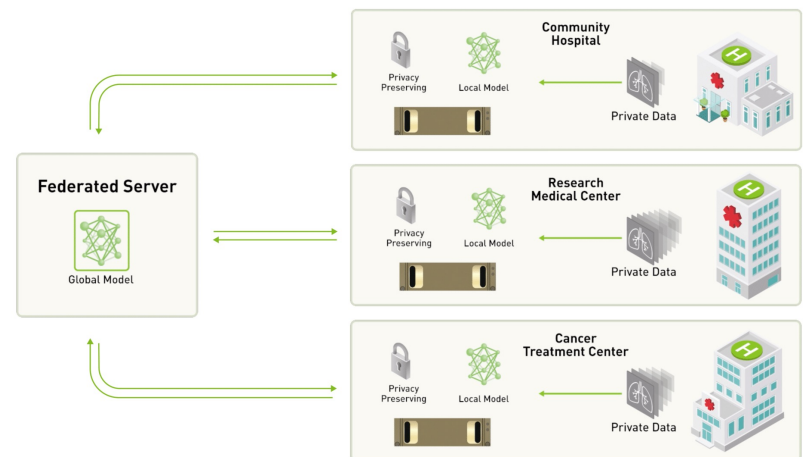 Community
Hospital
Privacy
Preserving
Local Model
Private Data
H
Federated Server
Global Model
Research
Medical Center
Privacy
Preserving
Local Model
Private Data
H
Cancer
Treatment Center
Privacy
Preserving
Local Model
Private Data
H